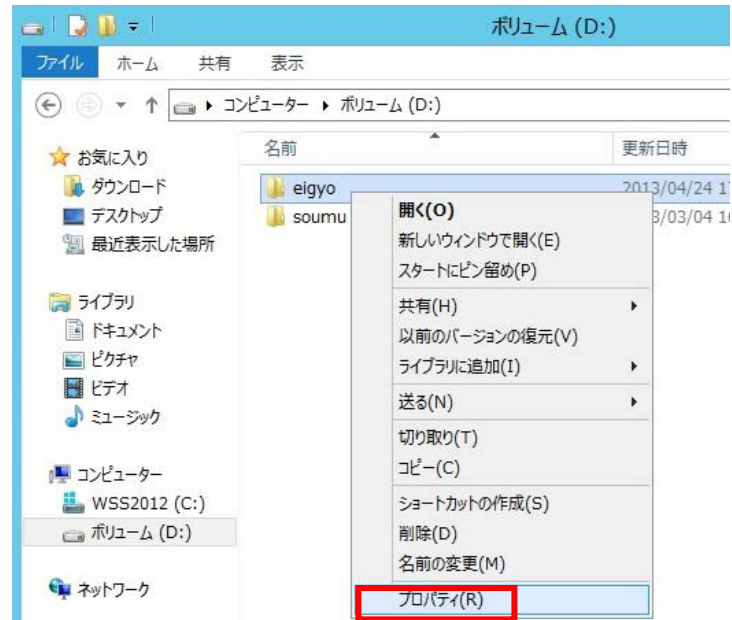 ボリューム (D:)
ファイル ホーム 共有 表示
コンピューター ボリューム (D:)
名前 更新日時
お気に入り
ダウンロード
デスクトップ
最近表示した場所
ライブラリ
ドキュメント
ピクチャ
ビデオ
ミュージック
コンピューター
WSS2012 (C:)
ボリューム (D:)
ネットワーク
eigyo 2013/04/24 1
soumu 3/03/04 16
開く(O)
新しいウィンドウで開く(E)
スタートにピン留め(P)
共有(H)
以前のバージョンの復元(V)
ライブラリに追加(I)
送る(N)
切り取り(T)
コピー(C)
ショートカットの作成(S)
削除(D)
名前の変更(M)
プロパティ(R)